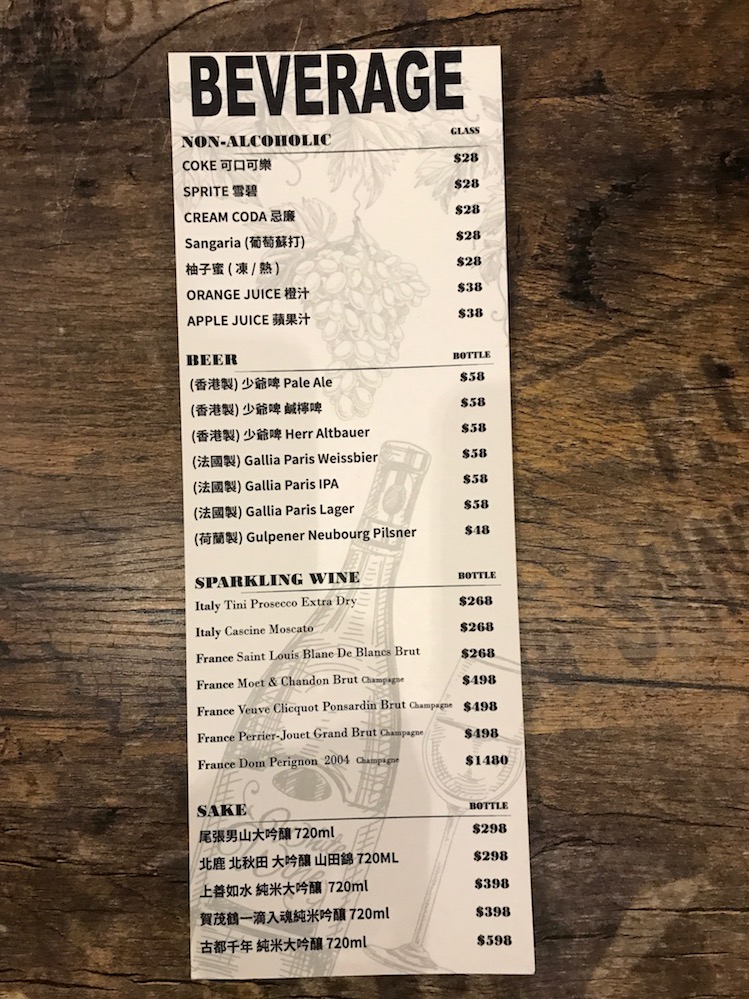 BEVERAGE
NON-ALCOHOLIC GLASS
COKE 可口可樂 $28
SPRITE 雪碧 $28
CREAM CODA 忌廉 $28
Sangaria (葡萄蘇打) $28
柚子蜜 ( 凍 / 熱 ) $28
ORANGE JUICE 橙汁 $38
APPLE JUICE 蘋果汁 $38
BEER BOTTLE
(香港製) 少爺啤 Pale Ale $58
(香港製) 少爺啤 鹹檸啤 $58
(香港製) 少爺啤 Herr Altbauer $58
(法國製) Gallia Paris Weissbier $58
(法國製) Gallia Paris IPA $58
(法國製) Gallia Paris Lager $58
(荷蘭製) Gulpener Neubourg Pilsner $48
SPARKLING WINE BOTTLE
Italy Tini Prosecco Extra Dry $268
Italy Cascine Moscato $268
France Saint Louis Blanc De Blancs Brut $268
France Moet & Chandon Brut Champagne $498
France Veuve Clicquot Ponsardin Brut Champagne $498
France Perrier-Jouet Grand Brut Champagne $498
France Dom Perignon 2004 Champagne $1480
SAKE BOTTLE
尾張男山大吟釀 720ml $298
北鹿 北秋田 大吟釀 山田錦 720ML $298
上善如水 純米大吟釀 720ml $398
賀茂鶴一滴入魂純米吟釀 720ml $398
古都千年 純米大吟釀 720ml $598